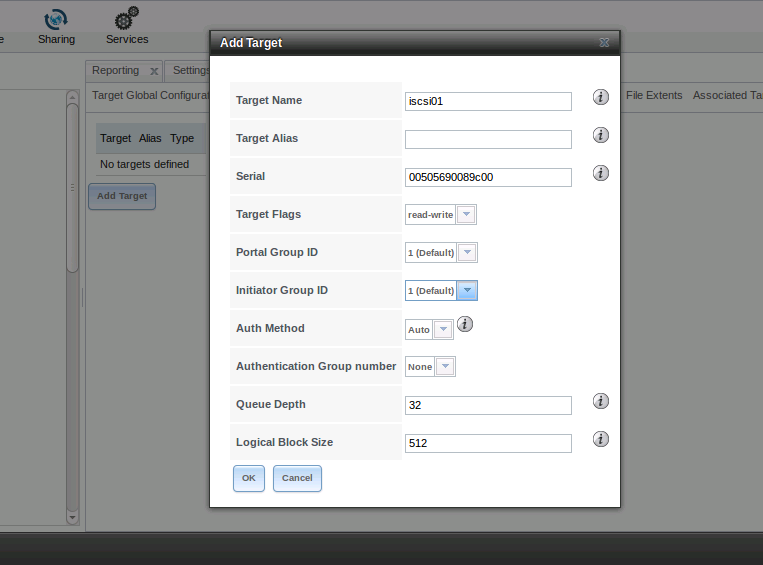 e Sharing Services
Add Target
Reporting Settings
Target Global Configurat File Extents Associated Ta
Target Alias Type
No targets defined
Add Target
Target Name iscsi01
Target Alias
Serial 00505690089c00
Target Flags read-write
Portal Group ID 1 (Default)
Initiator Group ID 1 (Default)
Auth Method Auto
Authentication Group number None
Queue Depth 32
Logical Block Size 512
OK Cancel